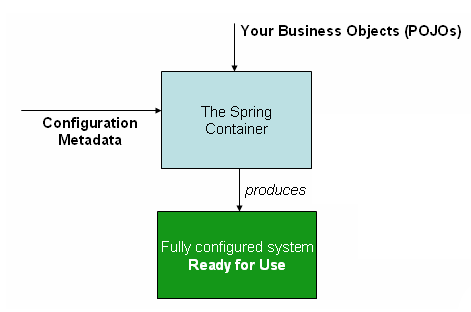 Your Business Objects (POJOs)
The Spring
Container
Configuration
Metadata
produces
Fully configured system
Ready for Use